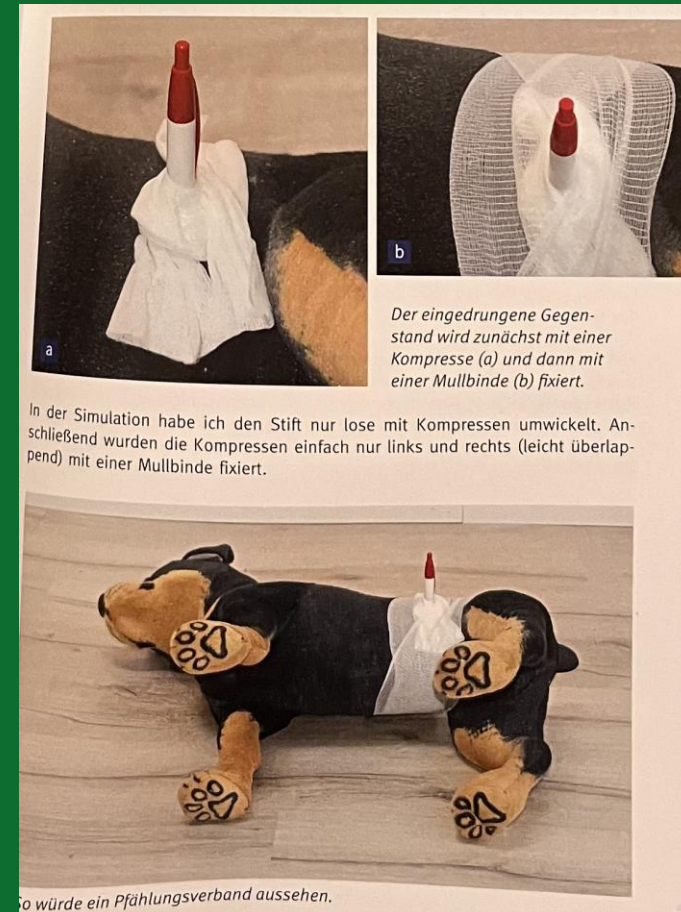 a
b
Der eingedrungene Gegen-
stand wird zunächst mit einer
Kompresse (a) und dann mit
einer Mullbinde (b) fixiert.
In der Simulation habe ich den Stift nur lose mit Kompressen umwickelt. An-
schließend wurden die Kompressen einfach nur links und rechts (leicht überlap-
pend) mit einer Mullbinde fixiert.
So würde ein Pfählungsverband aussehen.